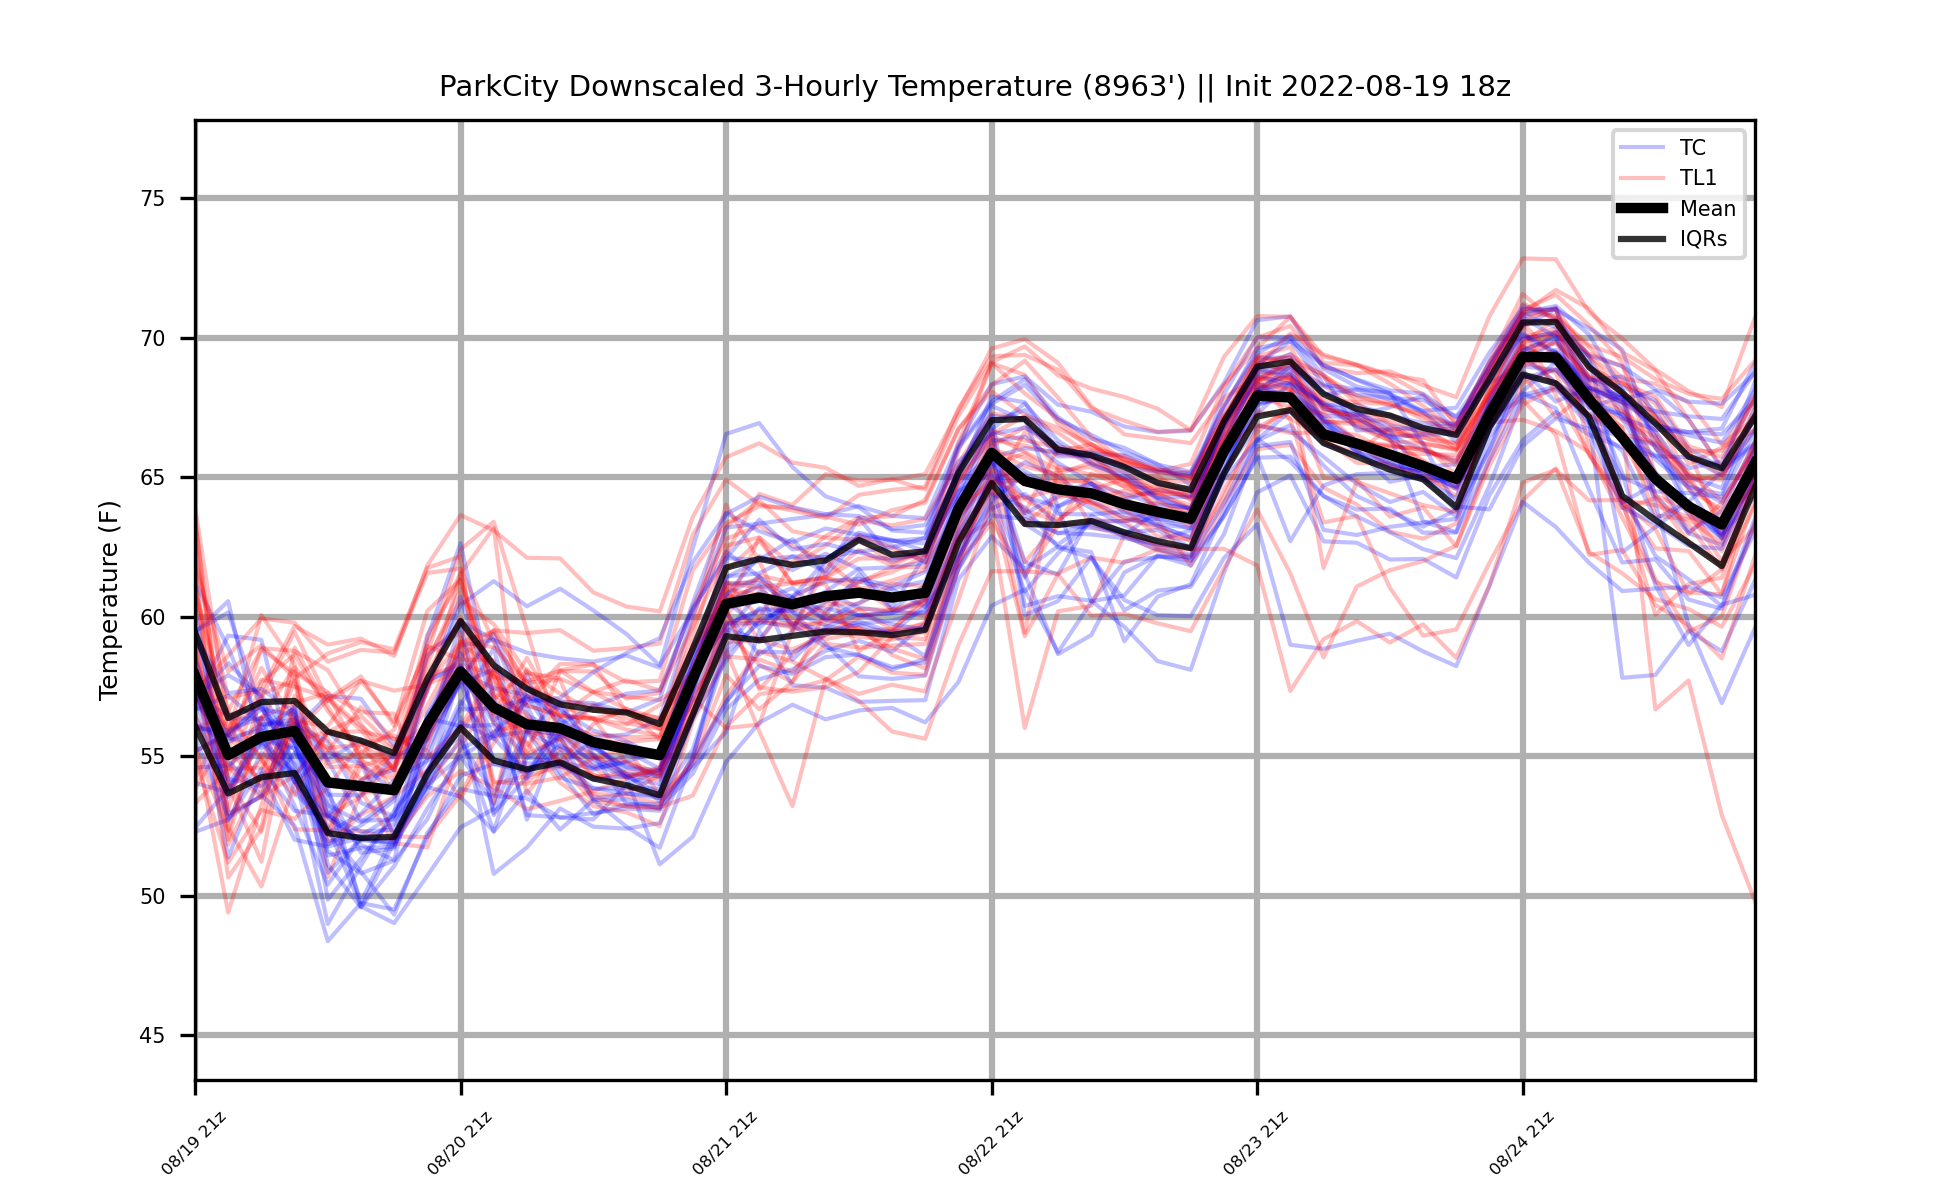 ParkCity Downscaled 3-Hourly Temperature (8963') || Init 2022-08-19 18z
TC
TL1
Mean
IQRs
Temperature (F)
75
70
65
60
55
50
45
08/19 21z
08/20 21z
08/21 21z
08/22 21z
08/23 21z
08/24 21z